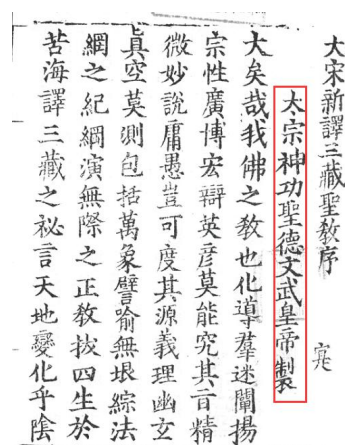 大宋新譯三藏聖教序
太宗神功聖德文武皇帝製
大矣哉我佛之教也化導羣迷闡揚
宗性廣博宏辯英彦莫能究其旨精
微妙說庸愚豈可度其源義理幽玄
真空莫測包括萬象譬喻無垠綜法
網之紀綱演無際之正教拔四生於
苦海譯三藏之祕言天地變化乎陰